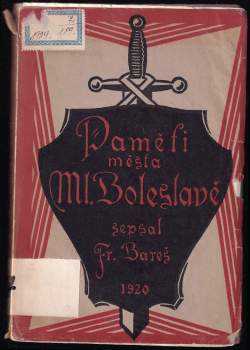 Paměti
města
Ml. Boleslavě
sepsal
Fr. Bareš
1920